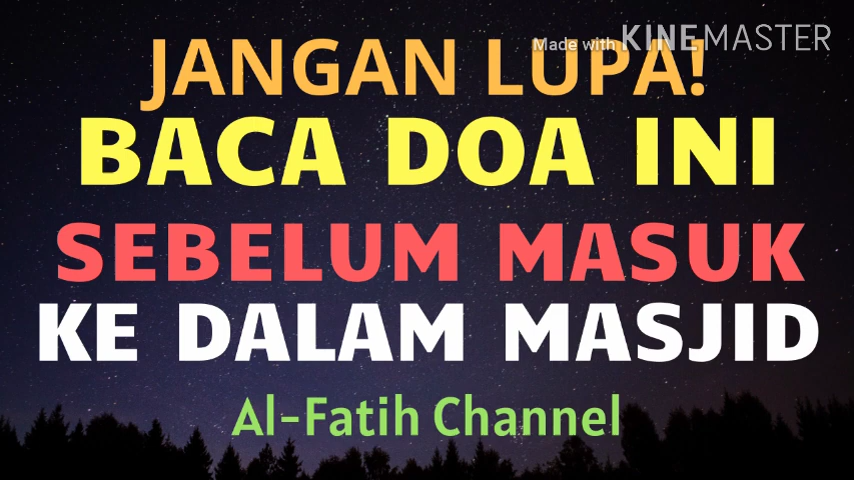 Made with KINEMASTER
JANGAN LUPA!
BACA DOA INI
SEBELUM MASUK
KE DALAM MASJID
Al-Fatih Channel